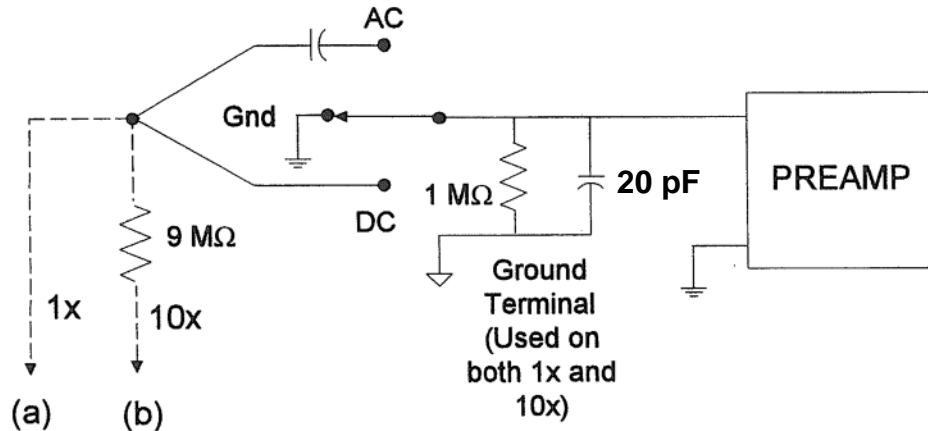 AC
Gnd
DC
1 MΩ
20 pF
PREAMP
9 MΩ
1x
10x
Ground
Terminal
(Used on
both 1x and
10x)
(a)
(b)